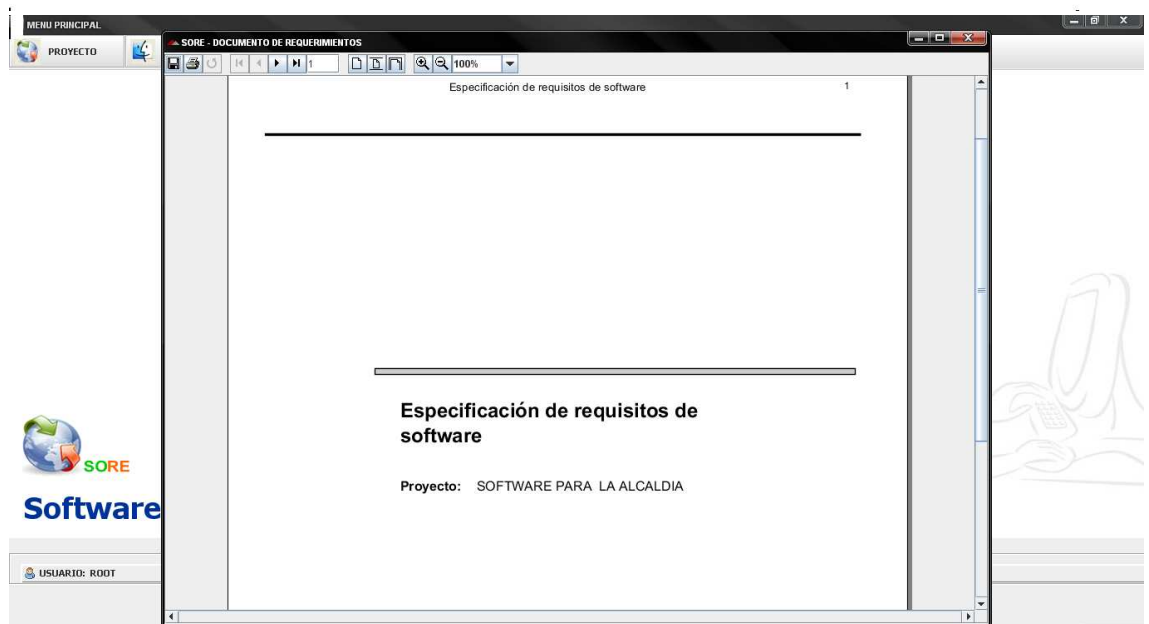 MENU PRINCIPAL
PROYECTO
SORE - DOCUMENTO DE REQUERIMIENTOS
1
100%
Especificación de requisitos de software 1
Especificación de requisitos de
software
Proyecto: SOFTWARE PARA LA ALCALDIA
SORE
Software
USUARIO: ROOT